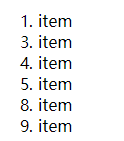 1. item
3. item
4. item
5. item
8. item
9. item